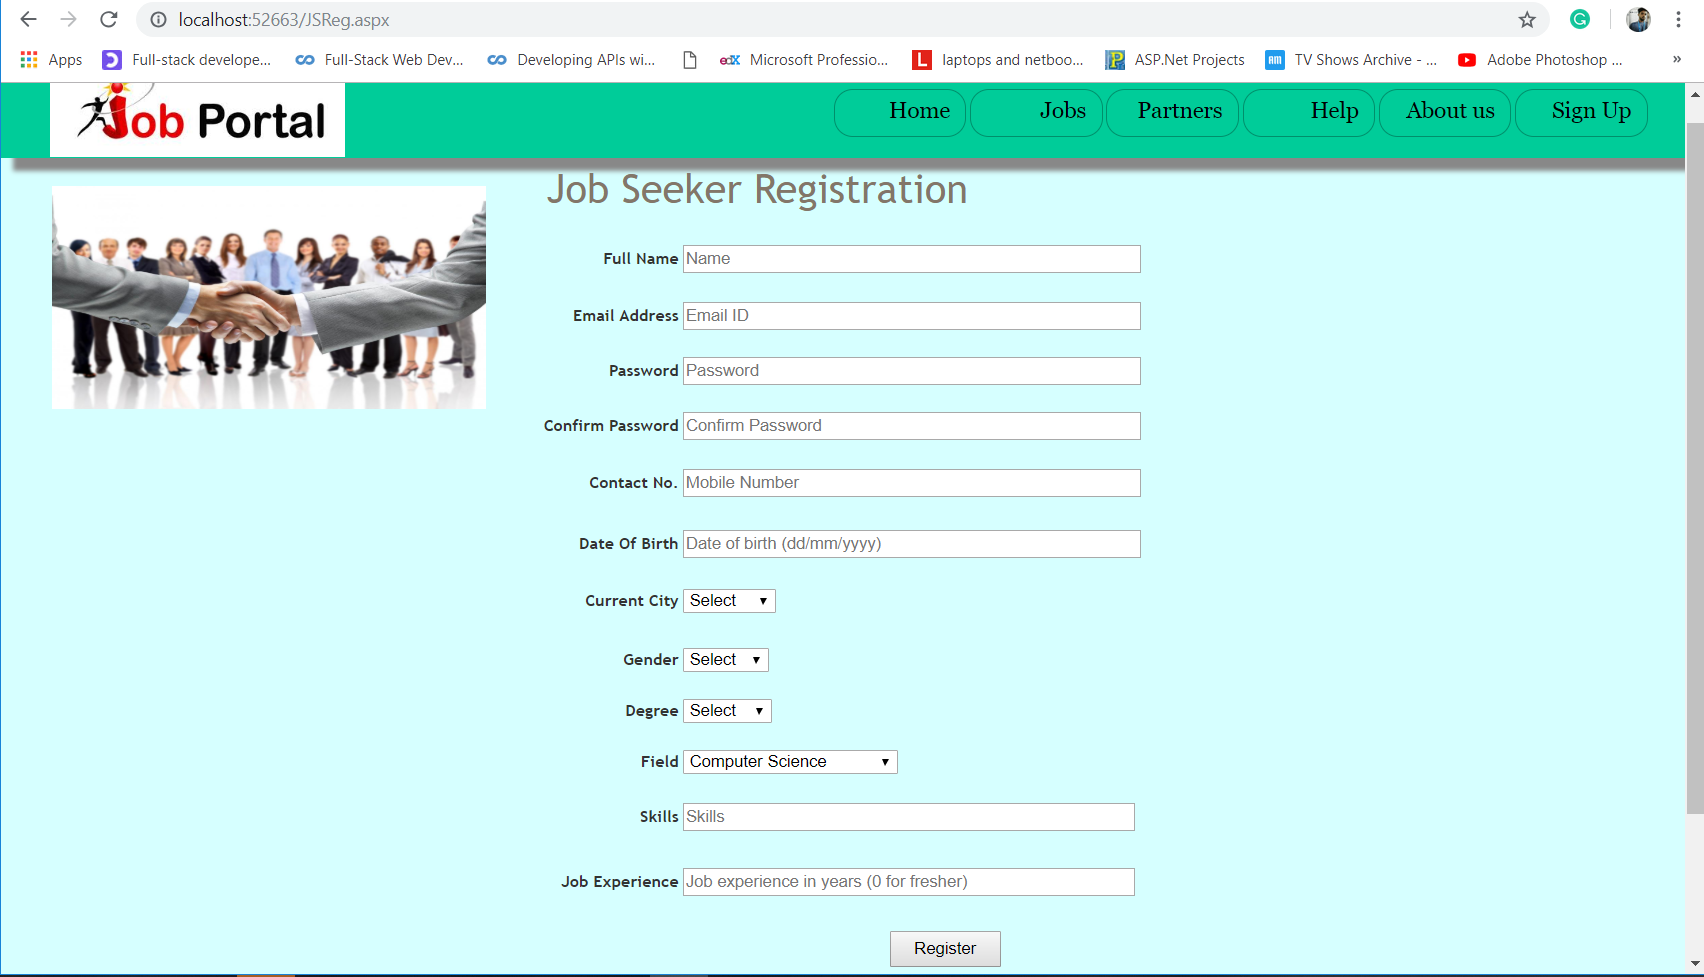 localhost:52663/JSReg.aspx
Apps Full-stack develope... Full-Stack Web Dev... Developing APIs wi... edX Microsoft Professio... L laptops and netboo... ASP.Net Projects AM TV Shows Archive - ... Adobe Photoshop ... »
Job Portal
Home Jobs Partners Help About us Sign Up
Job Seeker Registration
Full Name Name
Email Address Email ID
Password Password
Confirm Password Confirm Password
Contact No. Mobile Number
Date Of Birth Date of birth (dd/mm/yyyy)
Current City Select
Gender Select
Degree Select
Field Computer Science
Skills Skills
Job Experience Job experience in years (0 for fresher)
Register